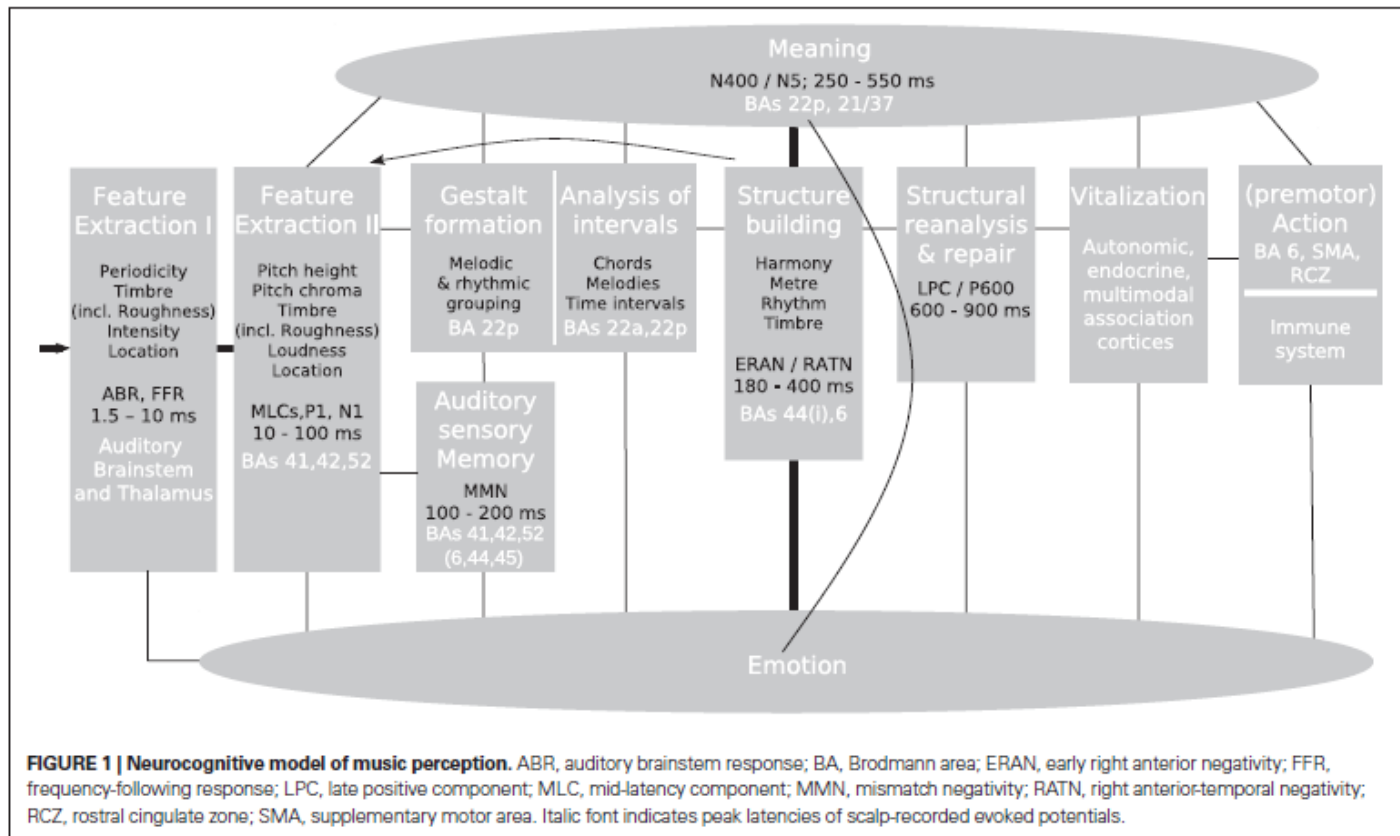 Meaning
N400 / N5; 250 - 550 ms
BAs 22p, 21/37
Feature
Extraction I
Periodicity
Timbre
(incl. Roughness)
Intensity
Location
ABR, FFR
1.5 – 10 ms
Auditory
Brainstem
and Thalamus
Feature
Extraction II
Pitch height
Pitch chroma
Timbre
(incl. Roughness)
Loudness
Location
MLCs,P1, N1
10 - 100 ms
BAs 41,42,52
Gestalt
formation
Melodic
& rhythmic
grouping
BA 22p
Analysis of
intervals
Chords
Melodies
Time intervals
BAs 22a,22p
Auditory
sensory
Memory
MMN
100 - 200 ms
BAs 41,42,52
(6,44,45)
Structure
building
Harmony
Metre
Rhythm
Timbre
ERAN / RATN
180 - 400 ms
BAs 44(i),6
Structural
reanalysis
& repair
LPC / P600
600 - 900 ms
Vitalization
Autonomic,
endocrine,
multimodal
association
cortices
(premotor)
Action
BA 6, SMA,
RCZ
Immune
system
Emotion
FIGURE 1 | Neurocognitive model of music perception. ABR, auditory brainstem response; BA, Brodmann area; ERAN, early right anterior negativity; FFR,
frequency-following response; LPC, late positive component; MLC, mid-latency component; MMN, mismatch negativity; RATN, right anterior-temporal negativity;
RCZ, rostral cingulate zone; SMA, supplementary motor area. Italic font indicates peak latencies of scalp-recorded evoked potentials.